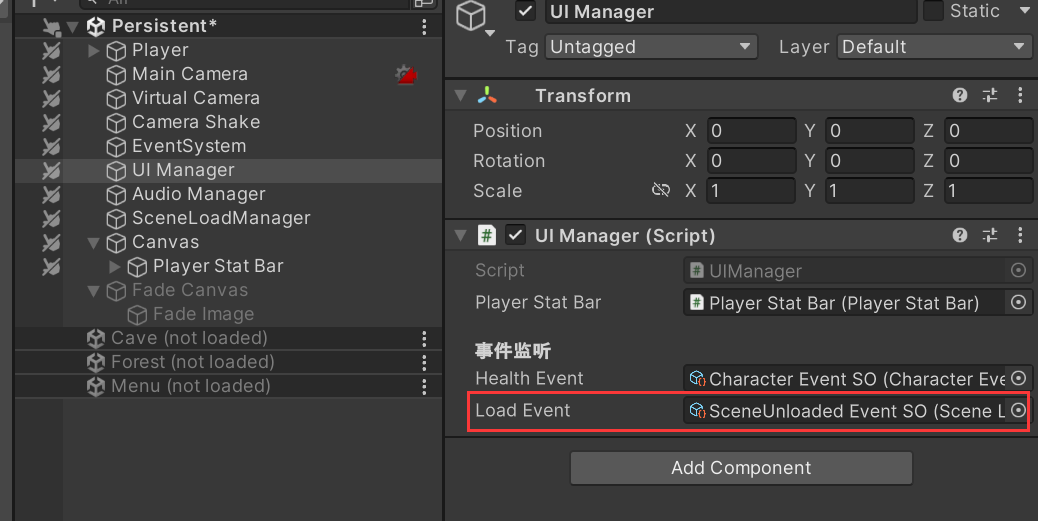 All
Persistent*
Player
Main Camera
Virtual Camera
Camera Shake
EventSystem
UI Manager
Audio Manager
SceneLoadManager
Canvas
Player Stat Bar
Fade Canvas
Fade Image
Cave (not loaded)
Forest (not loaded)
Menu (not loaded)
UI Manager
Static
Tag Untagged Layer Default
Transform
Position X 0 Y 0 Z 0
Rotation X 0 Y 0 Z 0
Scale X 1 Y 1 Z 1
# UI Manager (Script)
Script # UIManager
Player Stat Bar # Player Stat Bar (Player Stat Bar)
事件监听
Health Event Character Event SO (Character Eve
Load Event SceneUnloaded Event SO (Scene L
Add Component